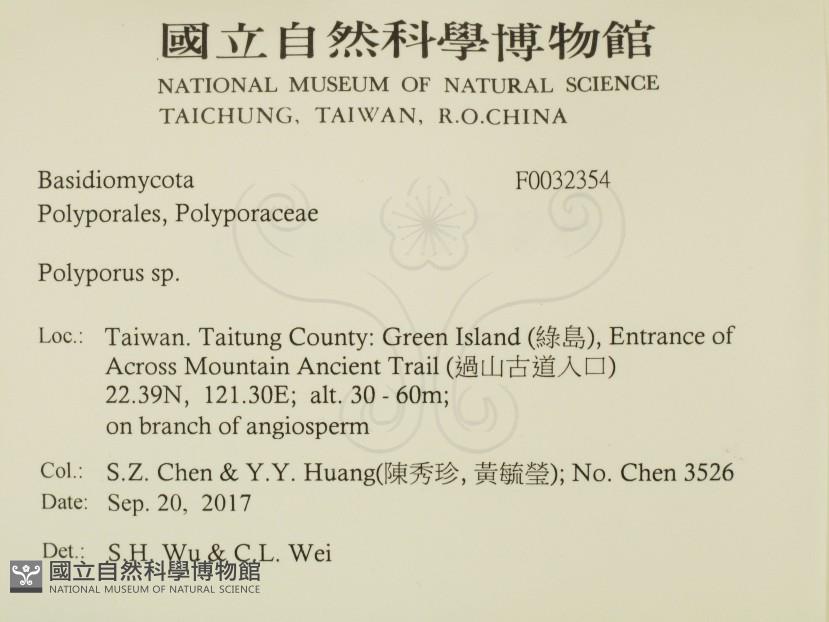 國立自然科學博物館
NATIONAL MUSEUM OF NATURAL SCIENCE
TAICHUNG, TAIWAN, R.O.CHINA
Basidiomycota F0032354
Polyporales, Polyporaceae
Polyporus sp.
Loc.: Taiwan. Taitung County: Green Island (綠島), Entrance of
Across Mountain Ancient Trail (過山古道入口)
22.39N, 121.30E; alt. 30 - 60m;
on branch of angiosperm
Col.: S.Z. Chen & Y.Y. Huang(陳秀珍, 黃毓瑩); No. Chen 3526
Date: Sep. 20, 2017
Det.: S.H. Wu & C.L. Wei
國立自然科學博物館
NATIONAL MUSEUM OF NATURAL SCIENCE